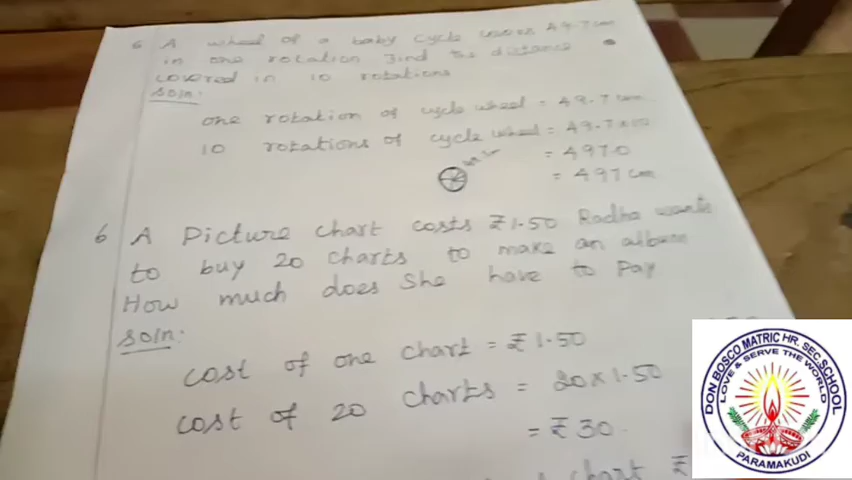 6 A wheel of a baby cycle covers 49.7 cm
in one rotation Find the distance
covered in 10 rotations
Soln:
one rotation of cycle wheel = 49.7 cm
10 rotations of cycle wheel = 49.7 x 10
= 497.0
= 497 cm
6 A Picture chart costs ₹1.50 Radha wants
to buy 20 charts to make an album
How much does She have to Pay
Soln:
cost of one chart = ₹1.50
cost of 20 charts = 20 x 1.50
= ₹30.
chart ₹
DON BOSCO MATRIC HR. SEC. SCHOOL
LOVE & SERVE THE WORLD
PARAMAKUDI